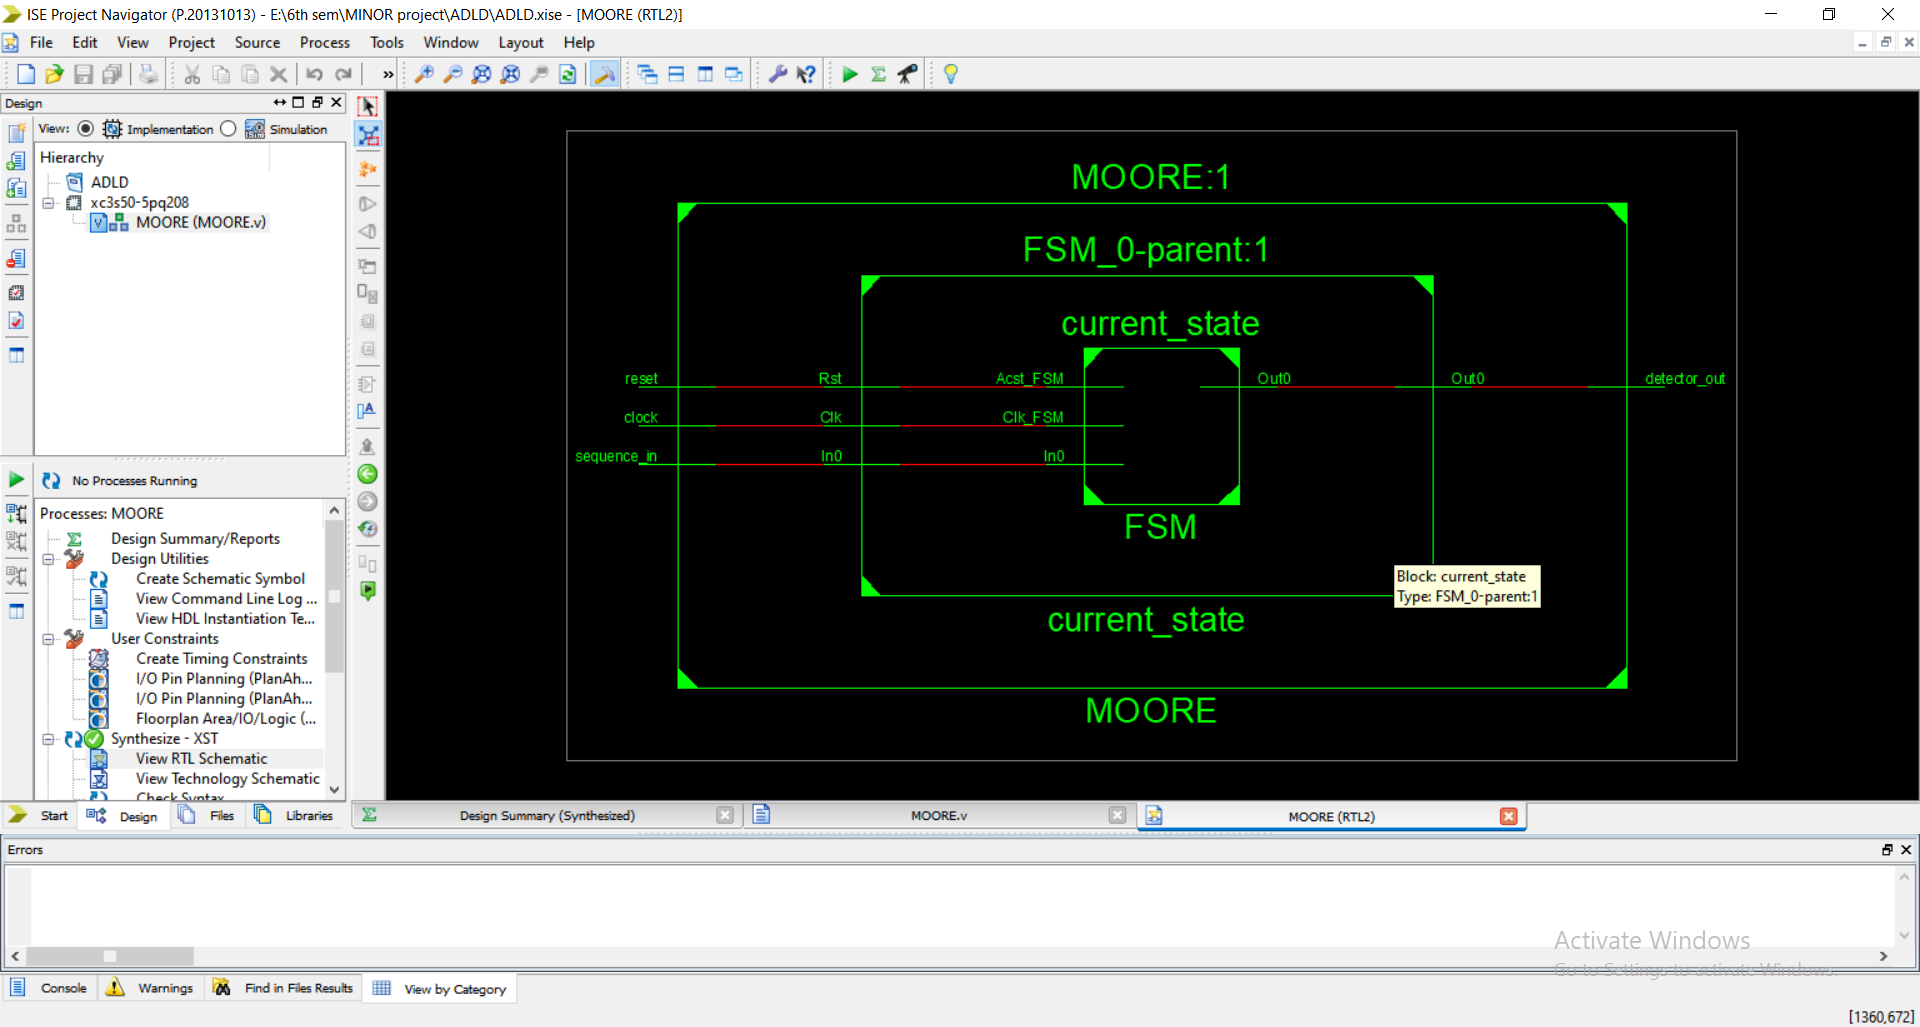 ISE Project Navigator (P.20131013) - E:\6th sem\MINOR project\ADLD\ADLD.xise - [MOORE (RTL2)]
File Edit View Project Source Process Tools Window Layout Help
Design
View: Implementation Simulation
Hierarchy
ADLD
xc3s50-5pq208
MOORE (MOORE.v)
No Processes Running
Processes: MOORE
Design Summary/Reports
Design Utilities
Create Schematic Symbol
View Command Line Log ...
View HDL Instantiation Te...
User Constraints
Create Timing Constraints
I/O Pin Planning (PlanAh...
I/O Pin Planning (PlanAh...
Floorplan Area/IO/Logic (...
Synthesize - XST
View RTL Schematic
View Technology Schematic
Check Syntax
Start Design Files Libraries
MOORE:1
FSM_0-parent:1
current_state
reset Rst Acst_FSM Out0 Out0 detector_out
clock Clk Clk_FSM
sequence_in In0 In0
FSM
Block: current_state
Type: FSM_0-parent:1
current_state
MOORE
Design Summary (Synthesized) MOORE.v MOORE (RTL2)
Errors
Activate Windows
Go to Settings to activate Windows.
Console Warnings Find in Files Results View by Category
[1360,672]